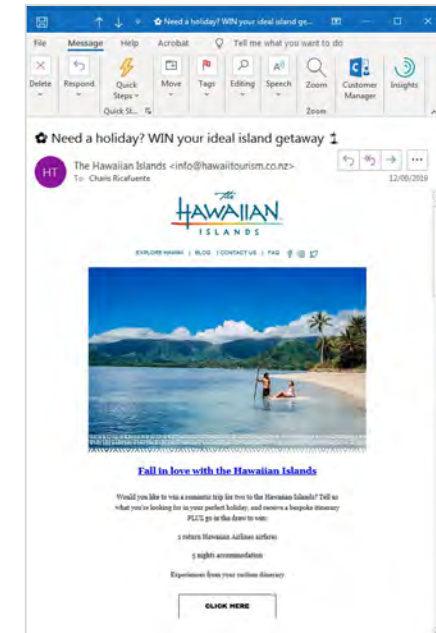 Need a holiday? WIN your ideal island ge...
File Message Help Acrobat Tell me what you want to do
Delete Respond Quick Steps Move Tags Editing Speech Zoom Customer Manager Insights
Quick St... Zoom
Need a holiday? WIN your ideal island getaway
HT
The Hawaiian Islands <info@hawaiitourism.co.nz>
To Charis Ricafuente
12/08/2019
The
HAWAIIAN
ISLANDS
EXPLORE HAWAII | BLOG | CONTACT US | FAQ
Fall in love with the Hawaiian Islands
Would you like to win a romantic trip for two to the Hawaiian Islands? Tell us
what you're looking for in your perfect holiday, and receive a bespoke itinerary
PLUS go in the draw to win:
2 return Hawaiian Airlines airfares
5 nights accommodation
Experiences from your custom itinerary
CLICK HERE